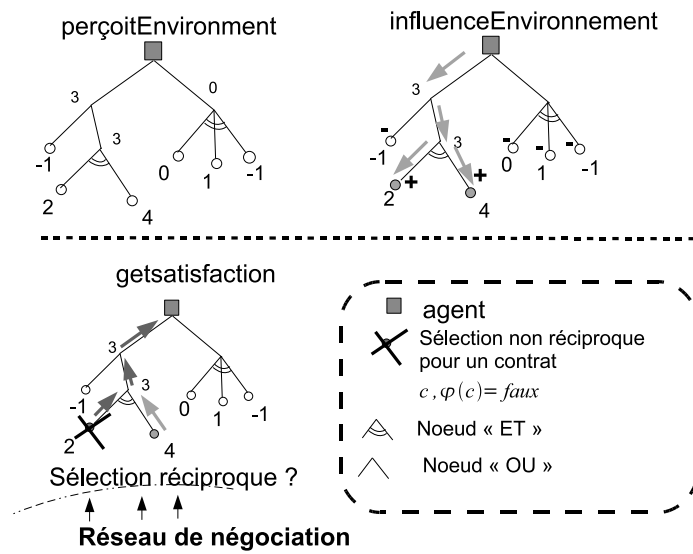 perçoitEnvironment
3
0
3
-1
0
1
-1
2
4
influenceEnvironnement
3
-
-1
3
-
-
-
0
1
-1
+
+
2
4
getsatisfaction
3
-1
3
0
1
-1
2
4
Sélection réciproque ?
Réseau de négociation
agent
Sélection non réciproque
pour un contrat
c , φ(c)= faux
Noeud « ET »
Noeud « OU »